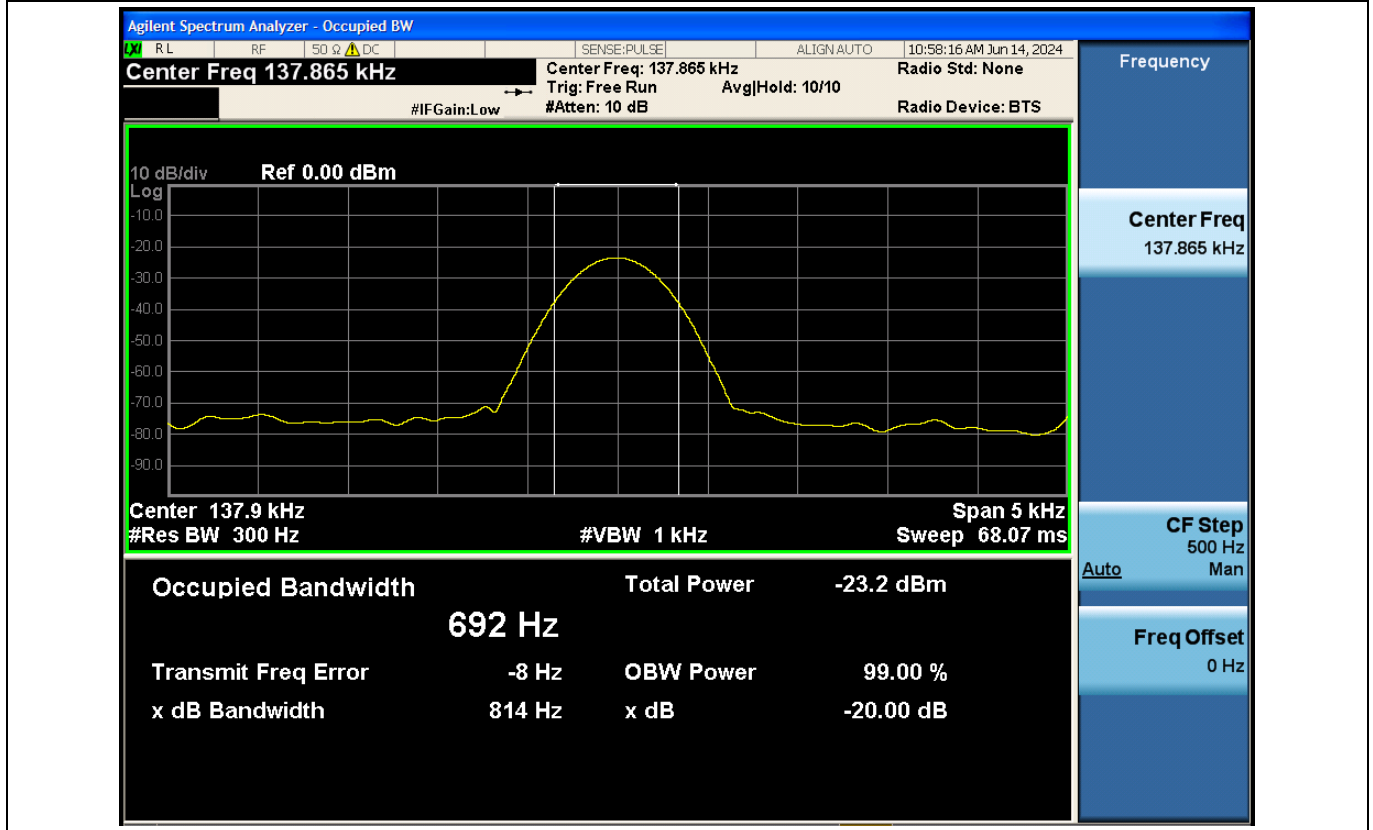 Agilent Spectrum Analyzer - Occupied BW
LXI RL RF 50 Ω DC SENSE:PULSE ALIGN AUTO 10:58:16 AM Jun 14, 2024
Center Freq 137.865 kHz
Center Freq: 137.865 kHz Radio Std: None
Trig: Free Run Avg|Hold: 10/10
#IFGain:Low #Atten: 10 dB Radio Device: BTS
10 dB/div Ref 0.00 dBm
Log
-10.0
-20.0
-30.0
-40.0
-50.0
-60.0
-70.0
-80.0
-90.0
Center 137.9 kHz Span 5 kHz
#Res BW 300 Hz #VBW 1 kHz Sweep 68.07 ms
Occupied Bandwidth Total Power -23.2 dBm
692 Hz
Transmit Freq Error -8 Hz OBW Power 99.00 %
x dB Bandwidth 814 Hz x dB -20.00 dB
Frequency
Center Freq
137.865 kHz
CF Step
500 Hz
Auto Man
Freq Offset
0 Hz